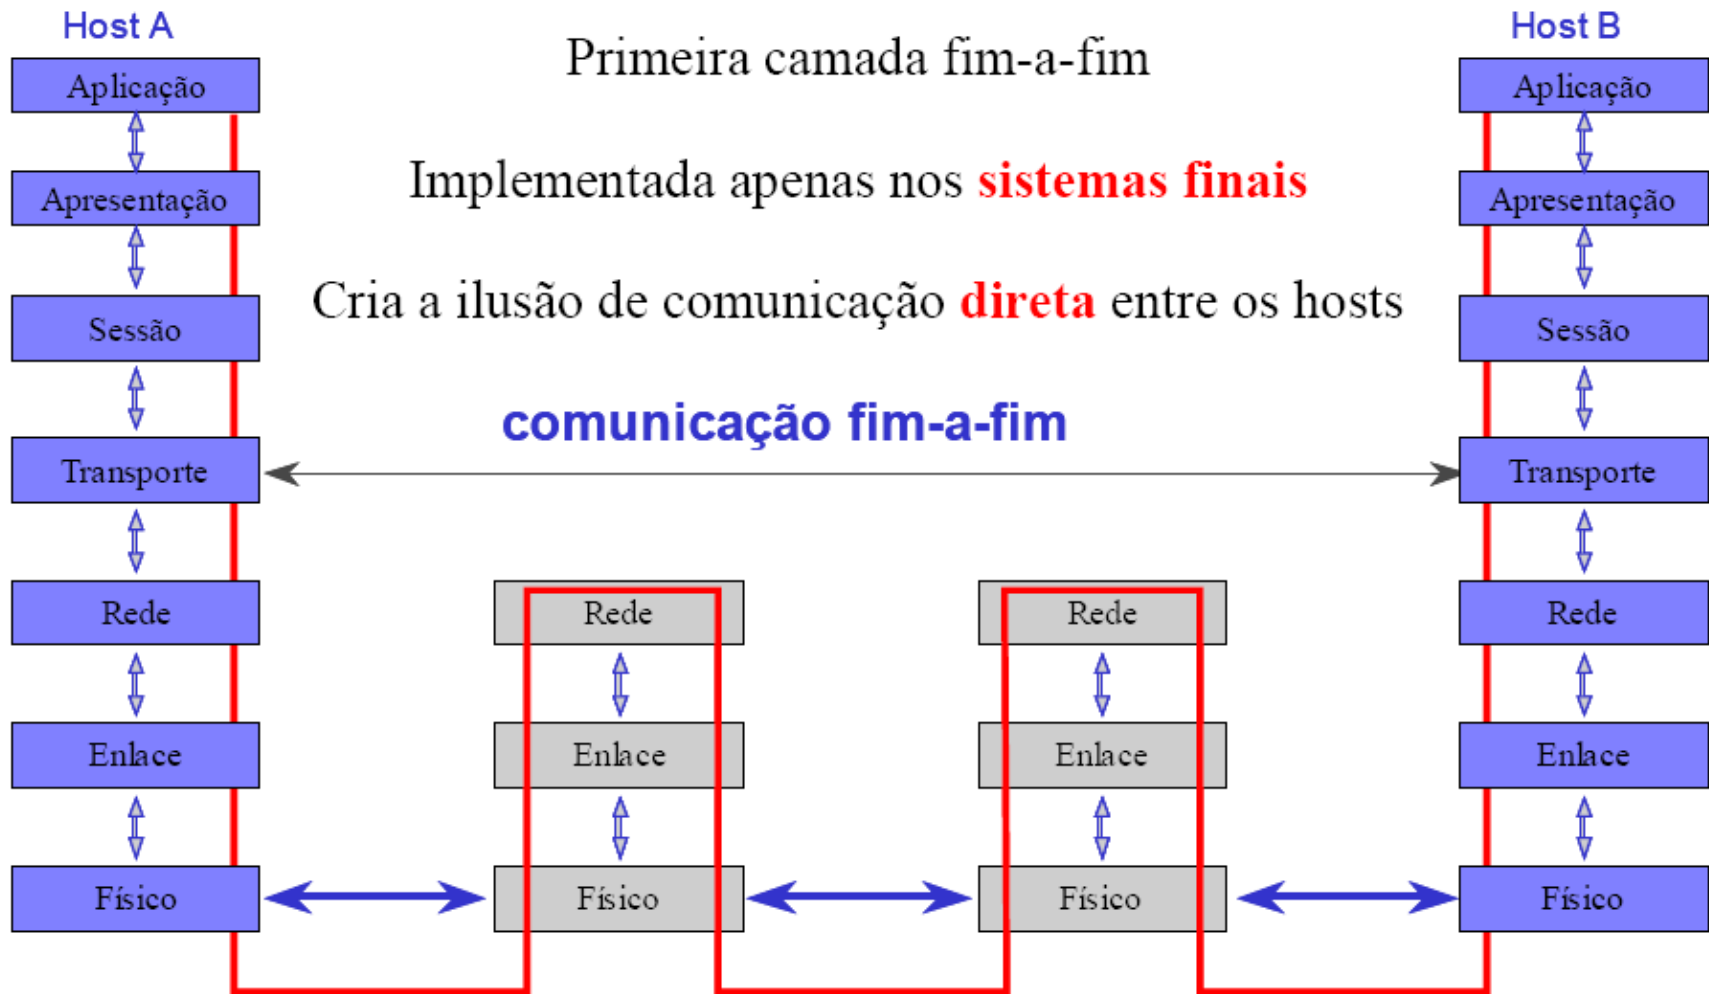 Host A
Primeira camada fim-a-fim
Host B
Aplicação
Aplicação
Implementada apenas nos sistemas finais
Apresentação
Apresentação
Cria a ilusão de comunicação direta entre os hosts
Sessão
Sessão
comunicação fim-a-fim
Transporte
Transporte
Rede
Rede
Rede
Rede
Enlace
Enlace
Enlace
Enlace
Físico
Físico
Físico
Físico